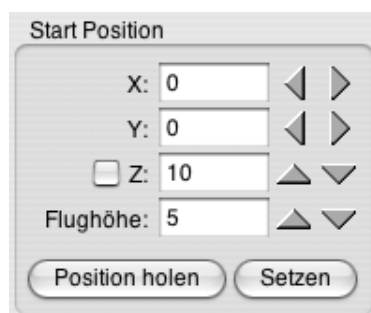 Start Position
X: 0
Y: 0
Z: 10
Flughöhe: 5
Position holen Setzen